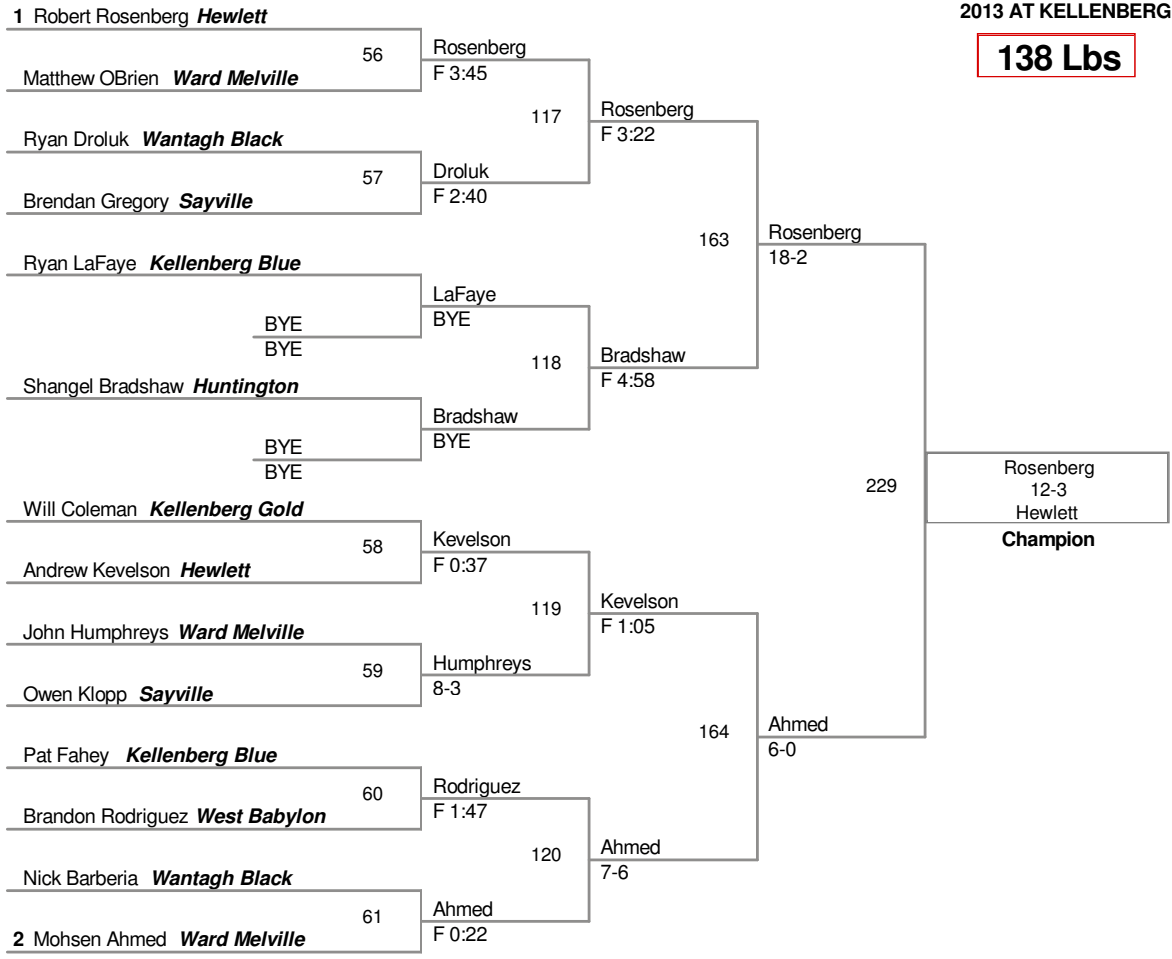 2013 AT KELLENBERG
138 Lbs
1 Robert Rosenberg Hewlett
56
Matthew OBrien Ward Melville
Rosenberg
F 3:45
117
Ryan Droluk Wantagh Black
57
Brendan Gregory Sayville
Droluk
F 2:40
Rosenberg
F 3:22
163
Ryan LaFaye Kellenberg Blue
BYE
BYE
LaFaye
BYE
118
Shangel Bradshaw Huntington
BYE
BYE
Bradshaw
BYE
Bradshaw
F 4:58
Rosenberg
18-2
229
Will Coleman Kellenberg Gold
58
Andrew Kevelson Hewlett
Kevelson
F 0:37
119
John Humphreys Ward Melville
59
Owen Klopp Sayville
Humphreys
8-3
Kevelson
F 1:05
164
Pat Fahey Kellenberg Blue
60
Brandon Rodriguez West Babylon
Rodriguez
F 1:47
120
Nick Barberia Wantagh Black
61
2 Mohsen Ahmed Ward Melville
Ahmed
F 0:22
Ahmed
7-6
Ahmed
6-0
Rosenberg
12-3
Hewlett
Champion